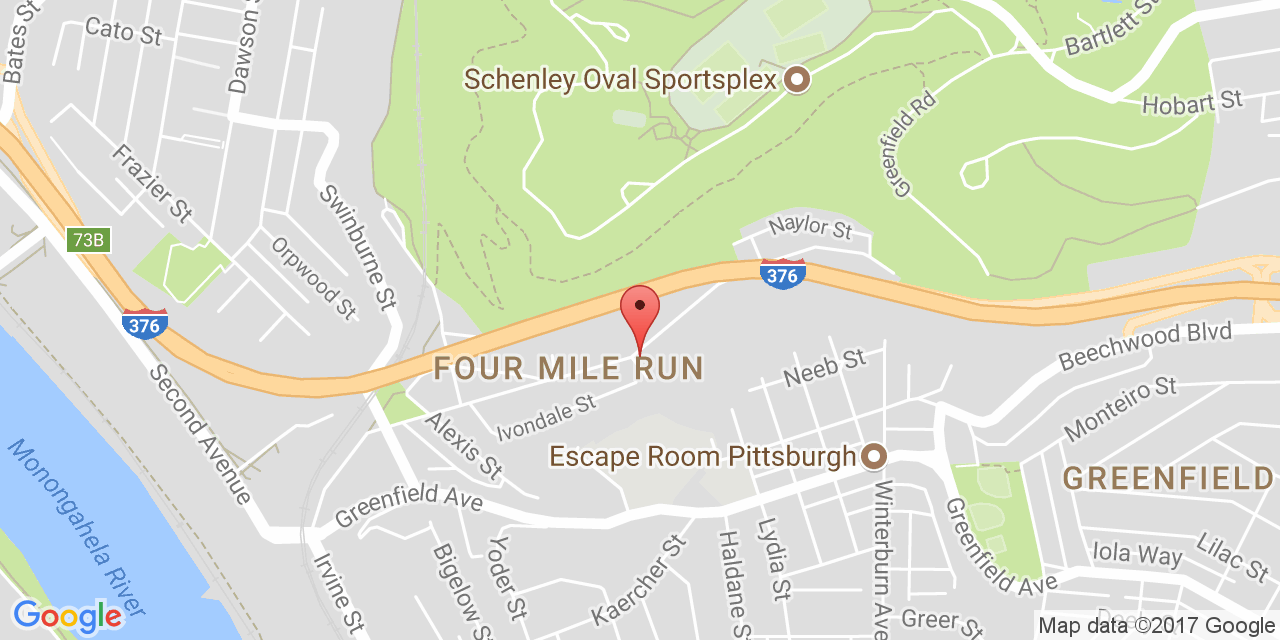 Bates St
Cato St
Dawson S
Bartlett St
Schenley Oval Sportsplex
Hobart St
Greenfield Rd
Frazier St
Swinburne St
Naylor St
73B
Orpwood St
376
376
Beechwood Blvd
FOUR MILE RUN
Neeb St
Second Avenue
Ivondale St
Alexis St
Monteiro St
Escape Room Pittsburgh
GREENFIELD
Monongahela River
Greenfield Ave
Winterburn Ave
Greenfield Ave
Irvine St
Bigelow S
Yoder St
Kaercher St
Haldane S
Lydia St
Iola Way
Lilac St
Greer St
Google
Map data ©2017 Google